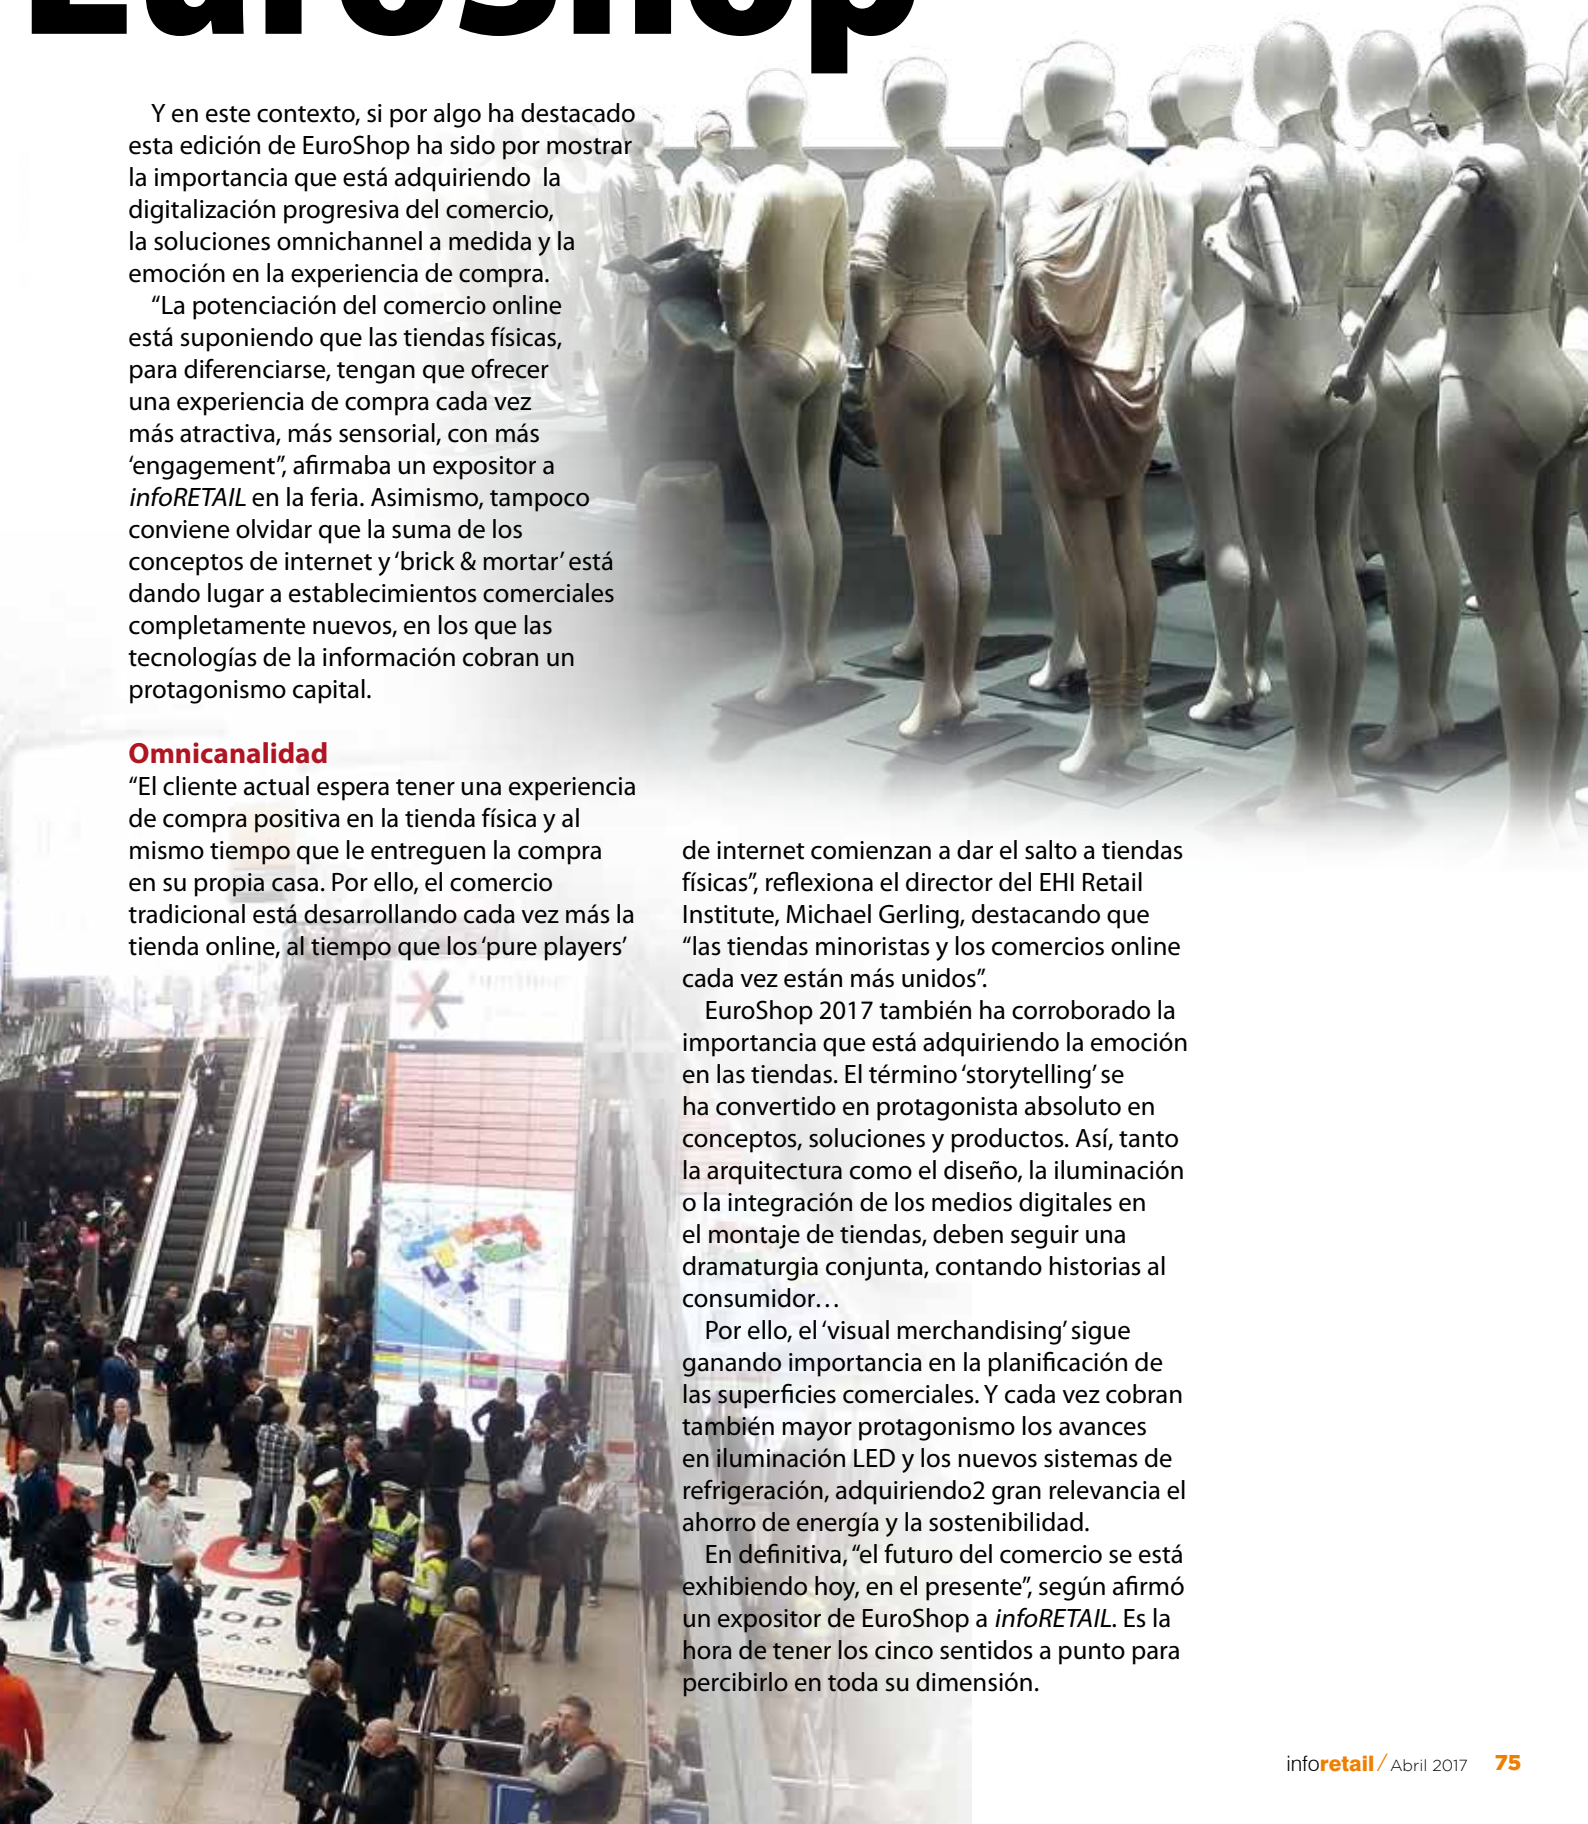 EuroShop
Y en este contexto, si por algo ha destacado
esta edición de EuroShop ha sido por mostrar
la importancia que está adquiriendo  la
digitalización progresiva del comercio,
la soluciones omnichannel a medida y la
emoción en la experiencia de compra.
“La potenciación del comercio online
está suponiendo que las tiendas físicas,
para diferenciarse, tengan que ofrecer
una experiencia de compra cada vez
más atractiva, más sensorial, con más
‘engagement”, afirmaba un expositor a
infoRETAIL en la feria. Asimismo, tampoco
conviene olvidar que la suma de los
conceptos de internet y ‘brick & mortar’ está
dando lugar a establecimientos comerciales
completamente nuevos, en los que las
tecnologías de la información cobran un
protagonismo capital.
Omnicanalidad
“El cliente actual espera tener una experiencia
de compra positiva en la tienda física y al
mismo tiempo que le entreguen la compra
en su propia casa. Por ello, el comercio
tradicional está desarrollando cada vez más la
tienda online, al tiempo que los ‘pure players’
de internet comienzan a dar el salto a tiendas
físicas”, reflexiona el director del EHI Retail
Institute, Michael Gerling, destacando que
“las tiendas minoristas y los comercios online
cada vez están más unidos”.
EuroShop 2017 también ha corroborado la
importancia que está adquiriendo la emoción
en las tiendas. El término ‘storytelling’ se
ha convertido en protagonista absoluto en
conceptos, soluciones y productos. Así, tanto
la arquitectura como el diseño, la iluminación
o la integración de los medios digitales en
el montaje de tiendas, deben seguir una
dramaturgia conjunta, contando historias al
consumidor…
Por ello, el ‘visual merchandising’ sigue
ganando importancia en la planificación de
las superficies comerciales. Y cada vez cobran
también mayor protagonismo los avances
en iluminación LED y los nuevos sistemas de
refrigeración, adquiriendo2 gran relevancia el
ahorro de energía y la sostenibilidad.
En definitiva, “el futuro del comercio se está
exhibiendo hoy, en el presente”, según afirmó
un expositor de EuroShop a infoRETAIL. Es la
hora de tener los cinco sentidos a punto para
percibirlo en toda su dimensión.
inforetail / Abril 2017 75